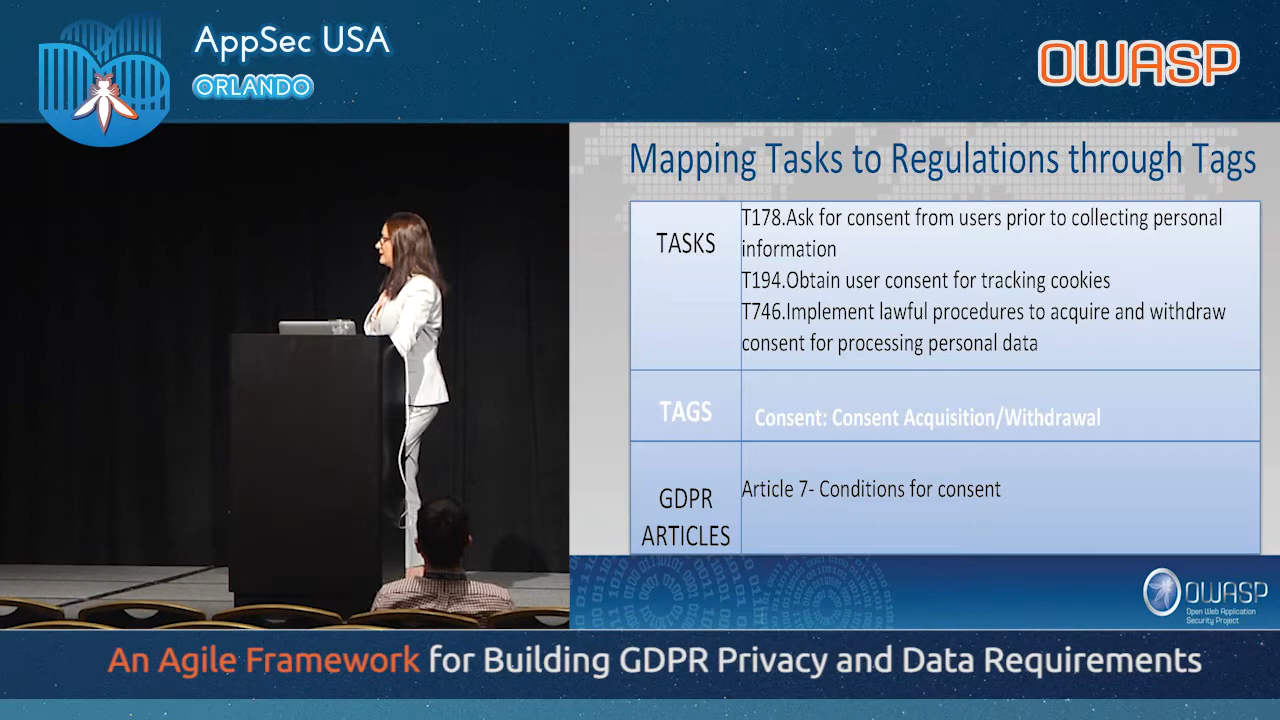 AppSec USA
ORLANDO
OWASP
Mapping Tasks to Regulations through Tags
TASKS
T178.Ask for consent from users prior to collecting personal
information
T194.Obtain user consent for tracking cookies
T746.Implement lawful procedures to acquire and withdraw
consent for processing personal data
TAGS
Consent: Consent Acquisition/Withdrawal
GDPR
ARTICLES
Article 7- Conditions for consent
OWASP
Open Web Application
Security Project
An Agile Framework for Building GDPR Privacy and Data Requirements